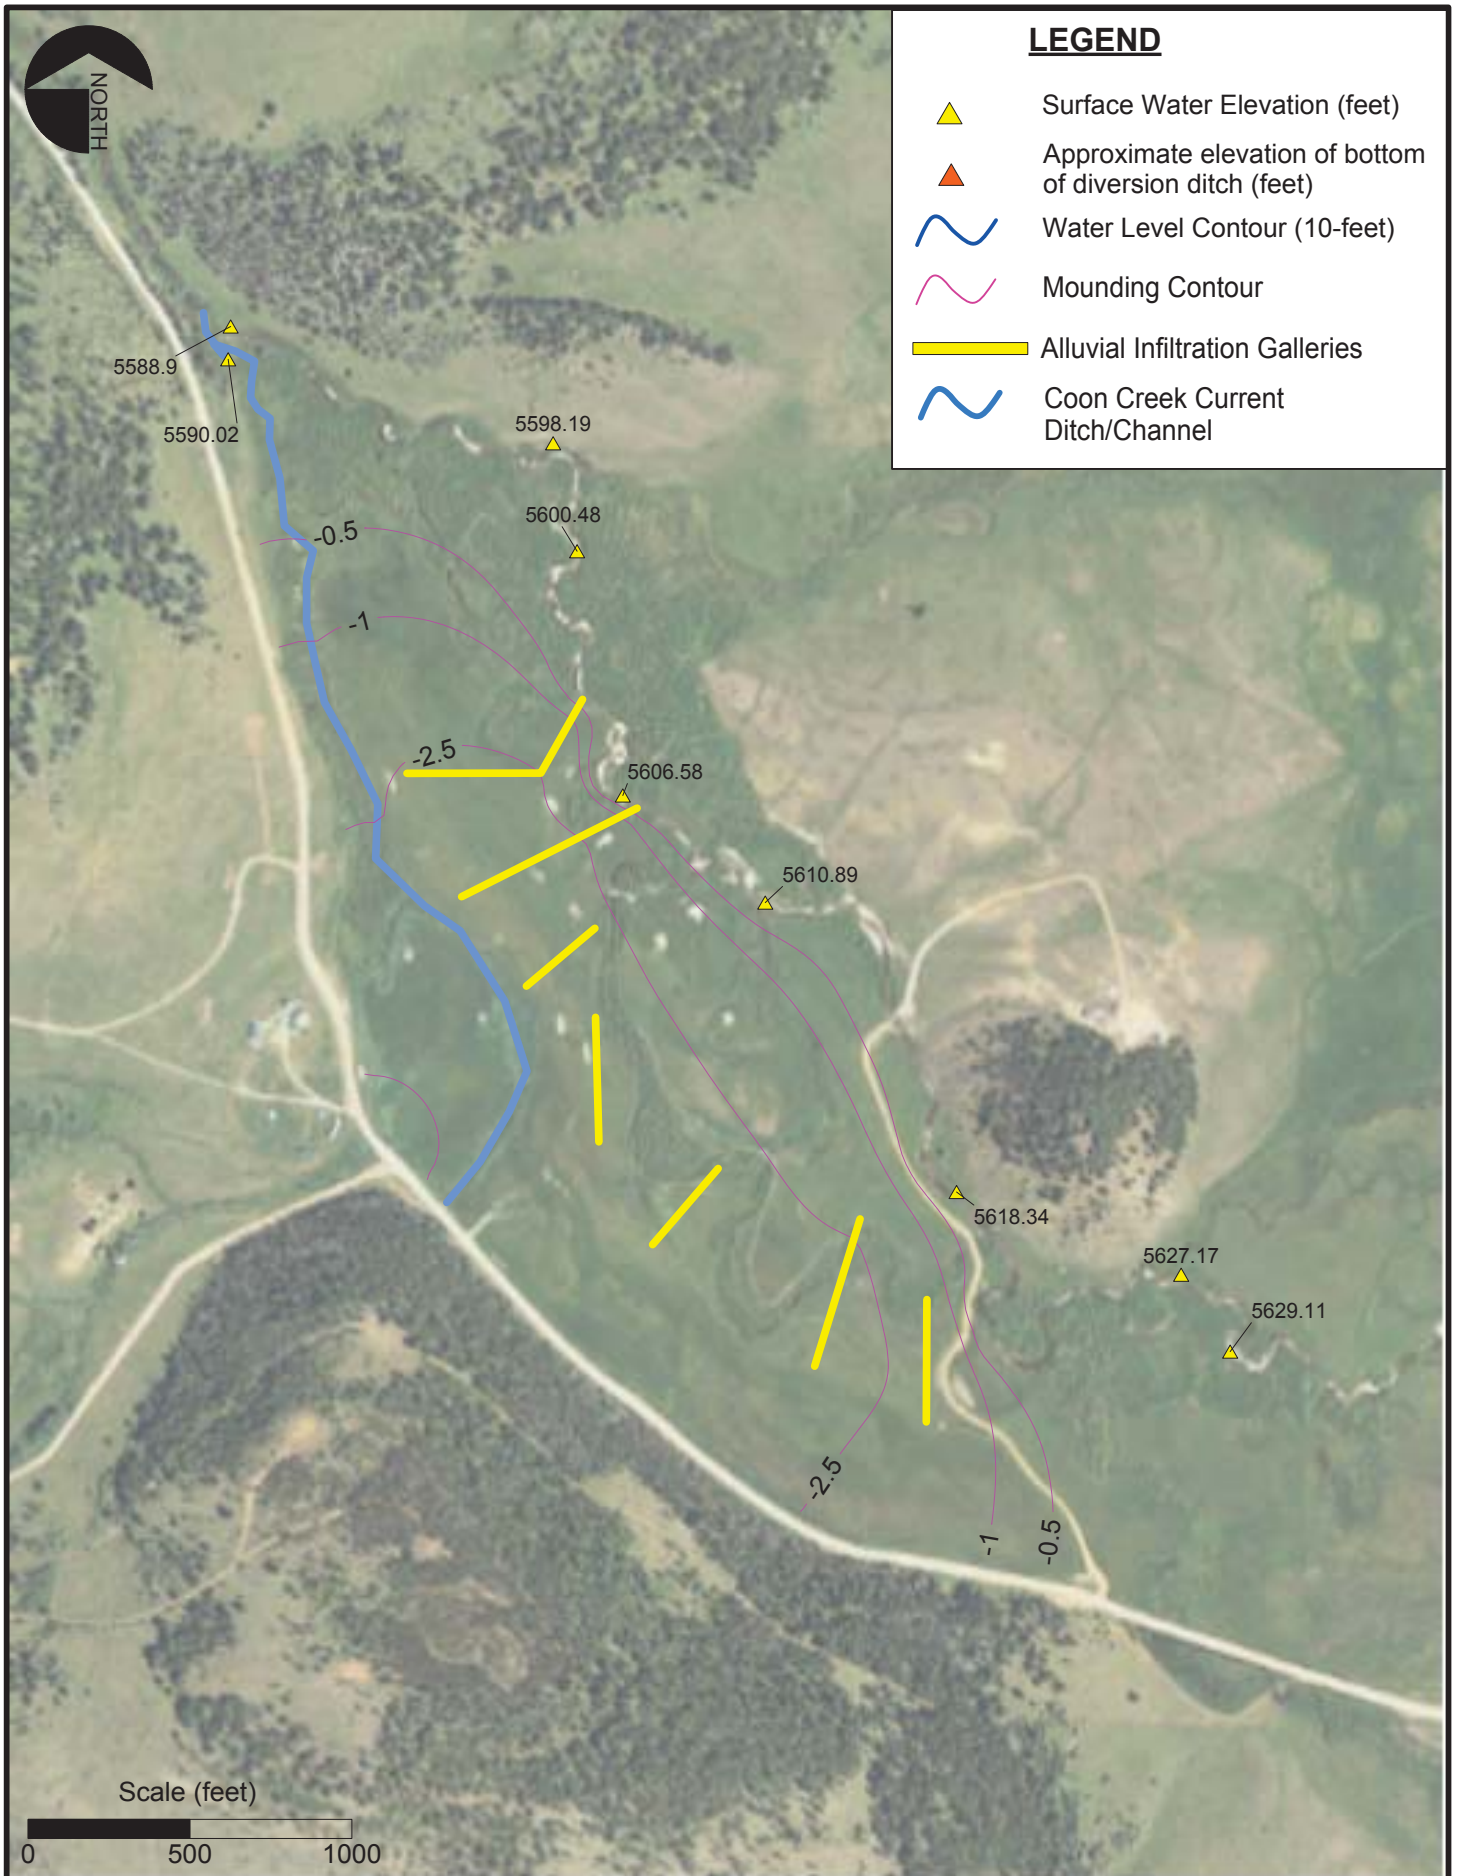 NORTH
LEGEND
Surface Water Elevation (feet)
Approximate elevation of bottom
of diversion ditch (feet)
Water Level Contour (10-feet)
Mounding Contour
Alluvial Infiltration Galleries
Coon Creek Current
Ditch/Channel
5588.9
5590.02
5598.19
5600.48
-0.5
-1
-2.5
5606.58
5610.89
5618.34
5627.17
5629.11
-2.5
-1
-0.5
Scale (feet)
0 500 1000